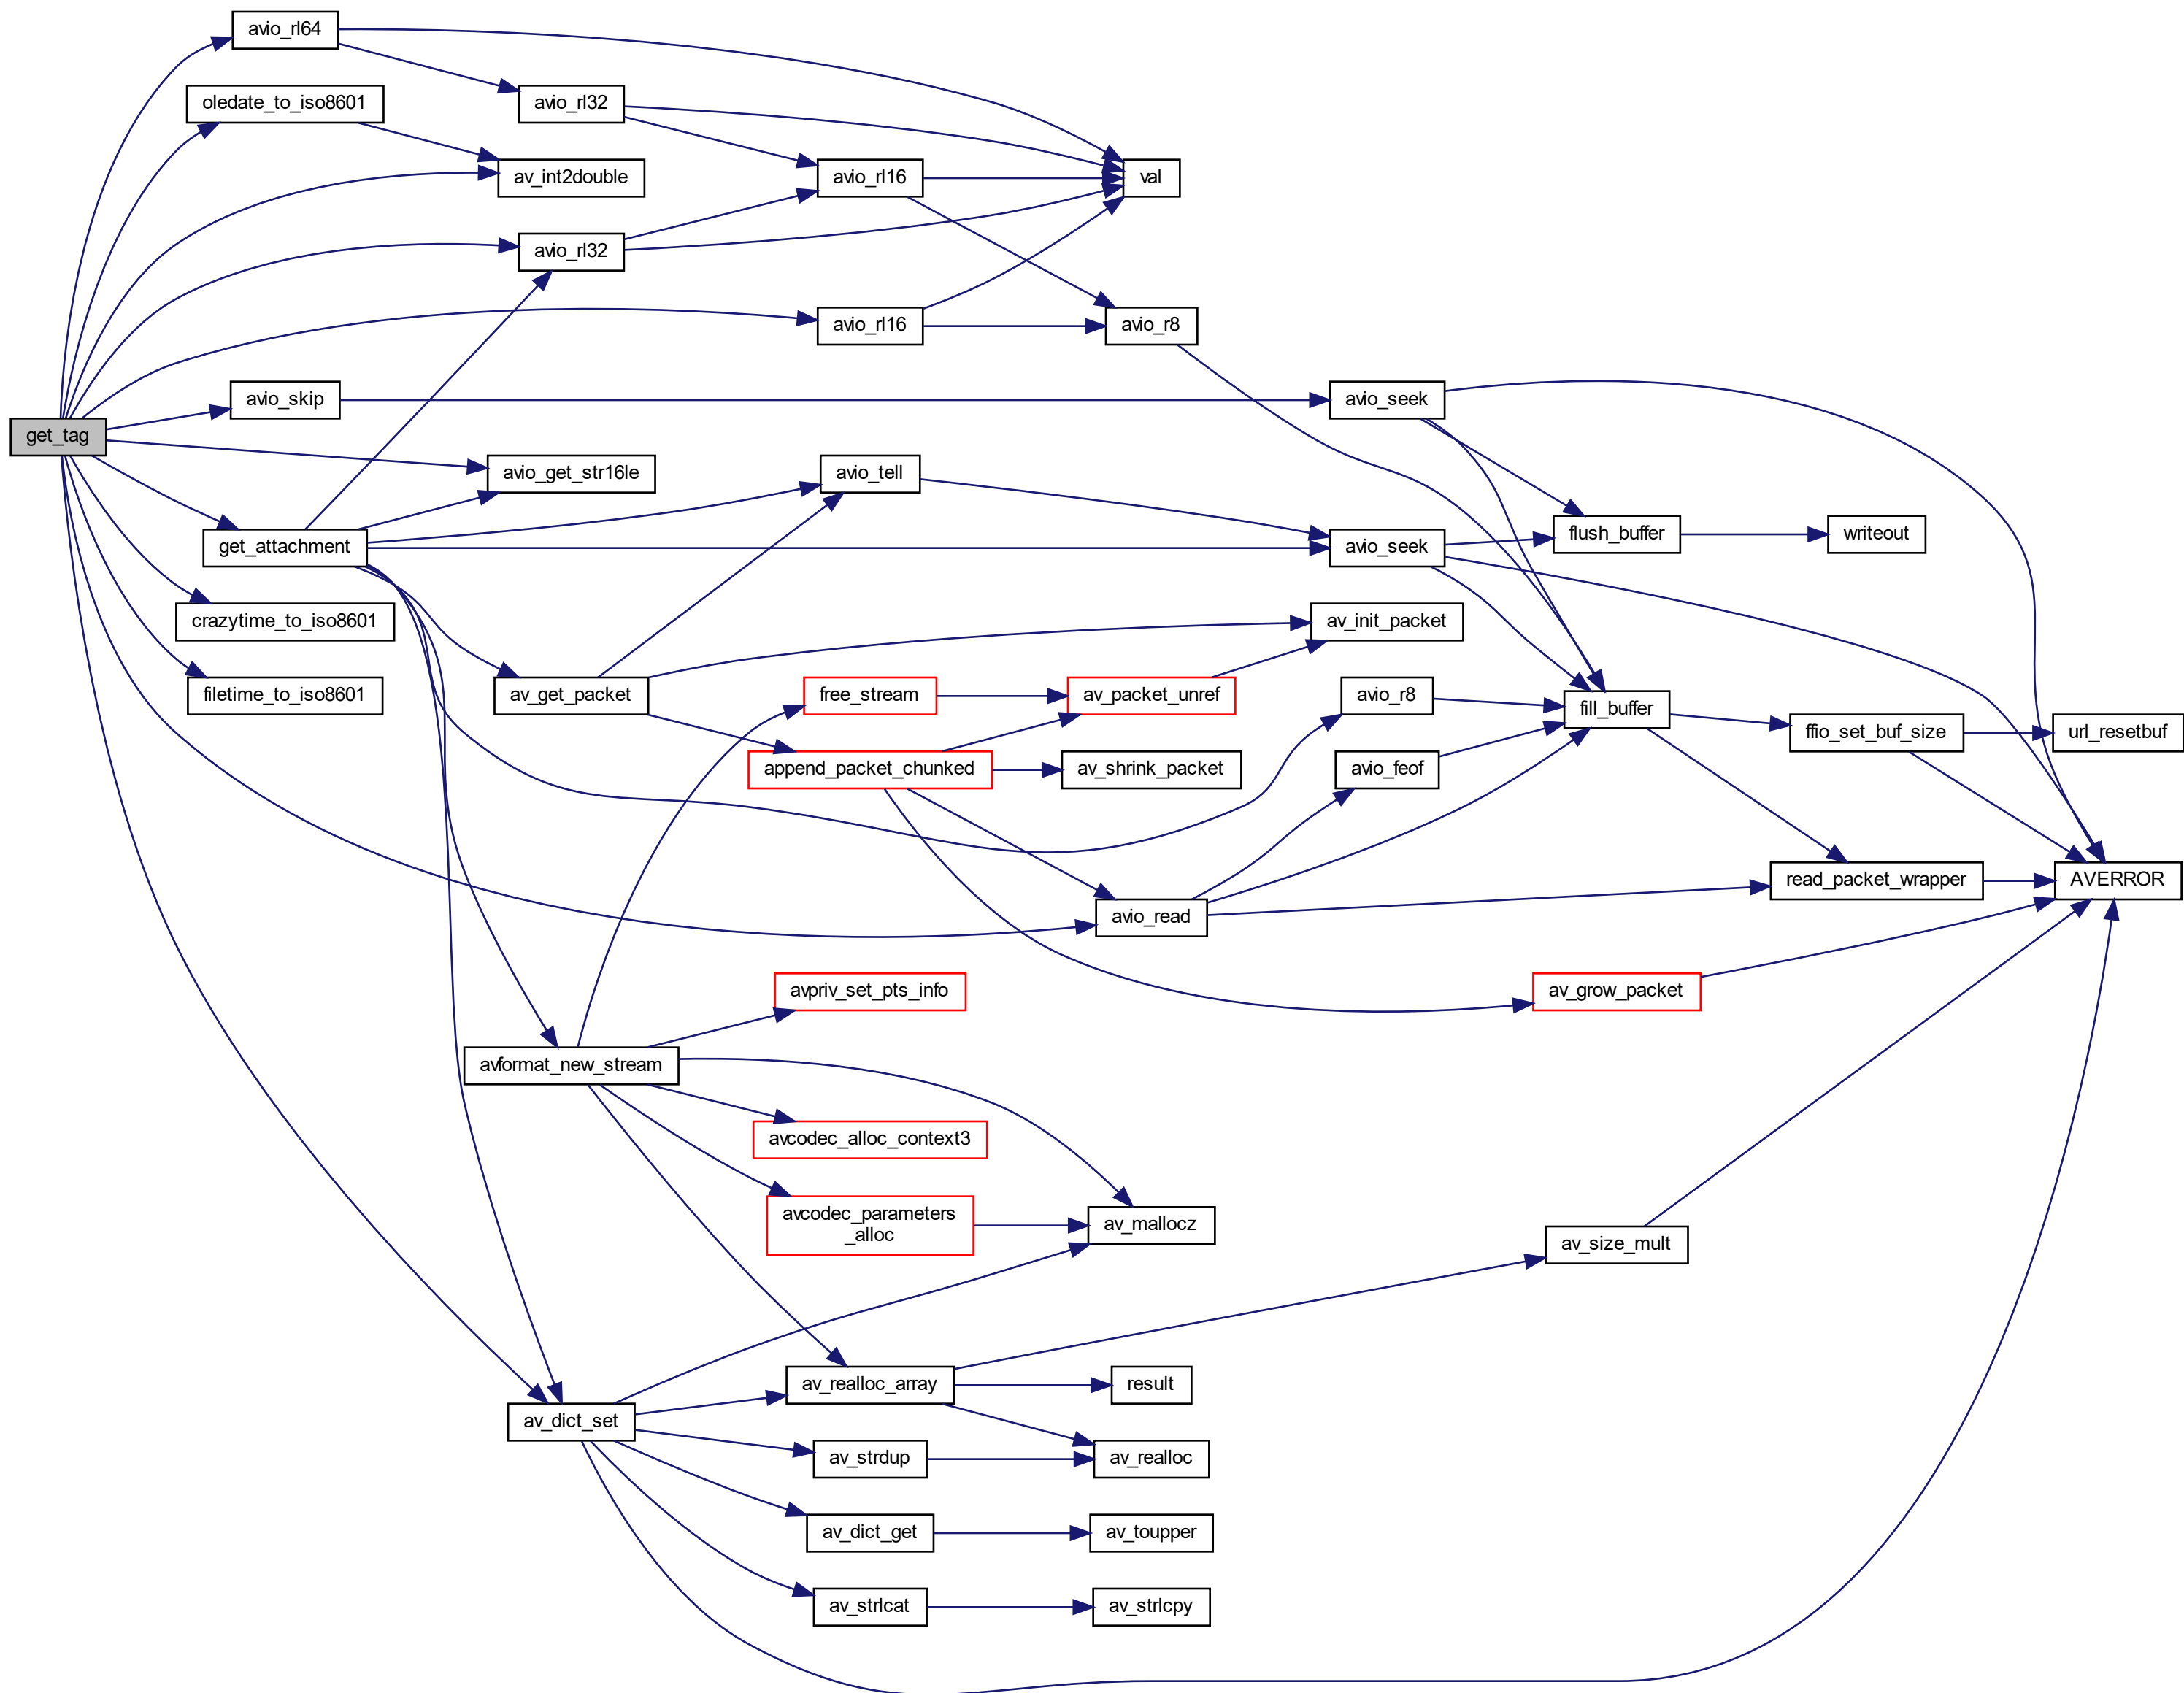 avio_rl64
oledate_to_iso8601
avio_rl32
av_int2double
avio_rl16
val
avio_rl32
avio_rl16
avio_r8
avio_skip
avio_seek
get_tag
avio_get_str16le
avio_tell
get_attachment
avio_seek
flush_buffer
writeout
crazytime_to_iso8601
av_init_packet
filetime_to_iso8601
av_get_packet
free_stream
av_packet_unref
avio_r8
fill_buffer
ffio_set_buf_size
url_resetbuf
append_packet_chunked
av_shrink_packet
avio_feof
read_packet_wrapper
AVERROR
avio_read
avpriv_set_pts_info
av_grow_packet
avformat_new_stream
avcodec_alloc_context3
avcodec_parameters
_alloc
av_mallocz
av_size_mult
av_realloc_array
result
av_dict_set
av_strdup
av_realloc
av_dict_get
av_toupper
av_strlcat
av_strlcpy